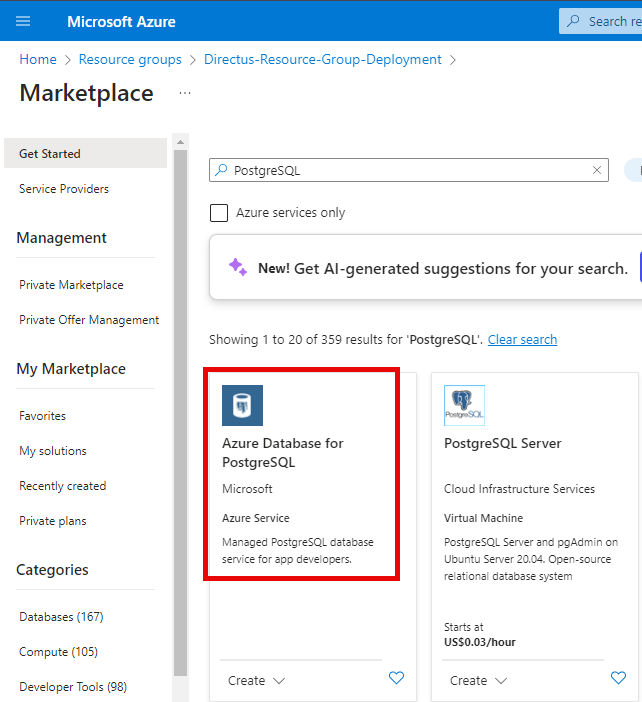 Microsoft Azure
Search re
Home > Resource groups > Directus-Resource-Group-Deployment >
Marketplace ...
Get Started
Service Providers
Management
Private Marketplace
Private Offer Management
My Marketplace
Favorites
My solutions
Recently created
Private plans
Categories
Databases (167)
Compute (105)
Developer Tools (98)
PostgreSQL
Azure services only
New! Get AI-generated suggestions for your search.
Showing 1 to 20 of 359 results for 'PostgreSQL'. Clear search
Azure Database for
PostgreSQL
Microsoft
Azure Service
Managed PostgreSQL database
service for app developers.
Create
PostgreSQL
PostgreSQL Server
Cloud Infrastructure Services
Virtual Machine
PostgreSQL Server and pgAdmin on
Ubuntu Server 20.04. Open-source
relational database system
Starts at
US$0.03/hour
Create